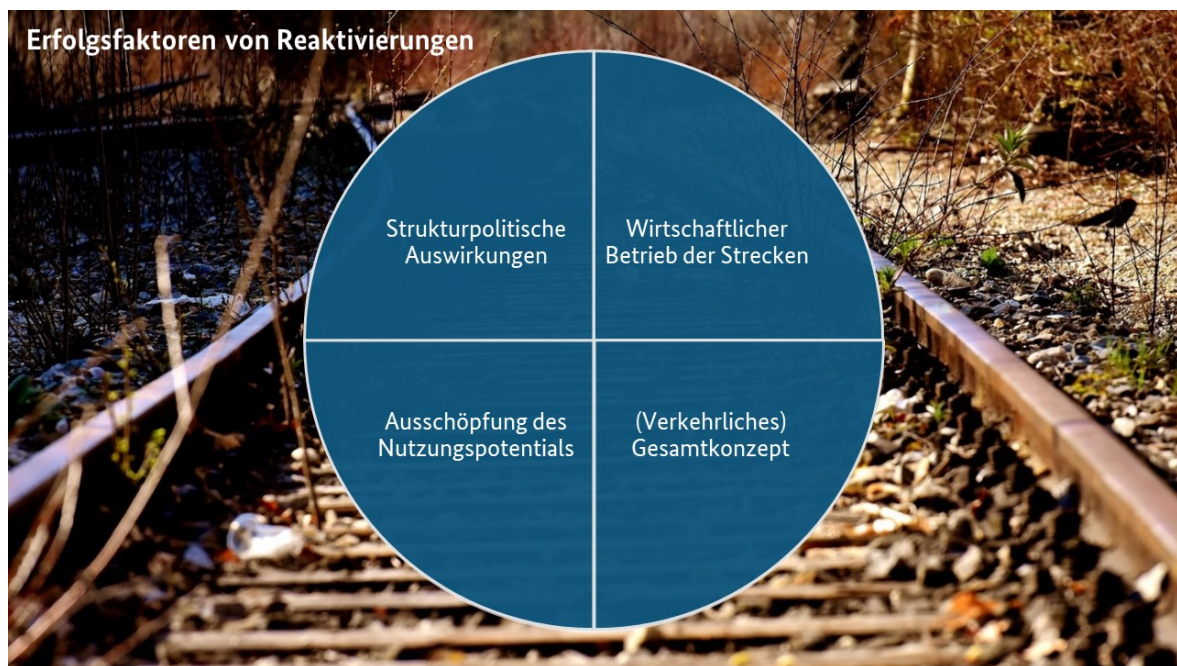 Erfolgsfaktoren von Reaktivierungen
Strukturpolitische
Auswirkungen
Wirtschaftlicher
Betrieb der Strecken
Ausschöpfung des
Nutzungspotentials
(Verkehrliches)
Gesamtkonzept